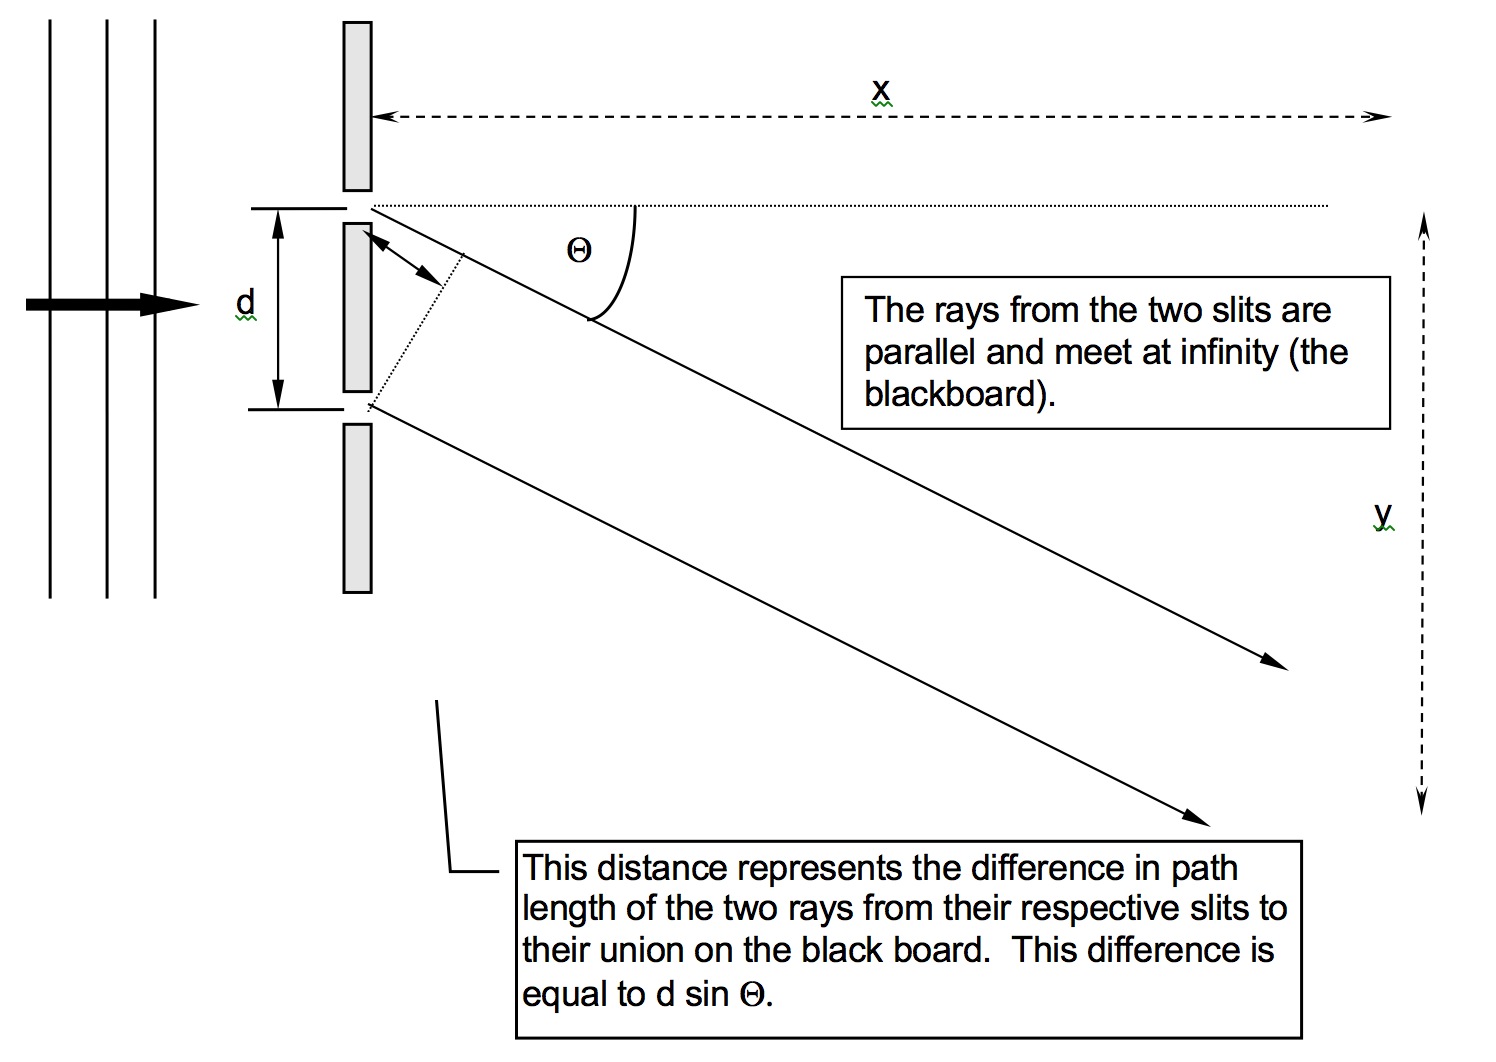 x
Θ
d
The rays from the two slits are
parallel and meet at infinity (the
blackboard).
y
This distance represents the difference in path
length of the two rays from their respective slits to
their union on the black board.  This difference is
equal to d sin Θ.